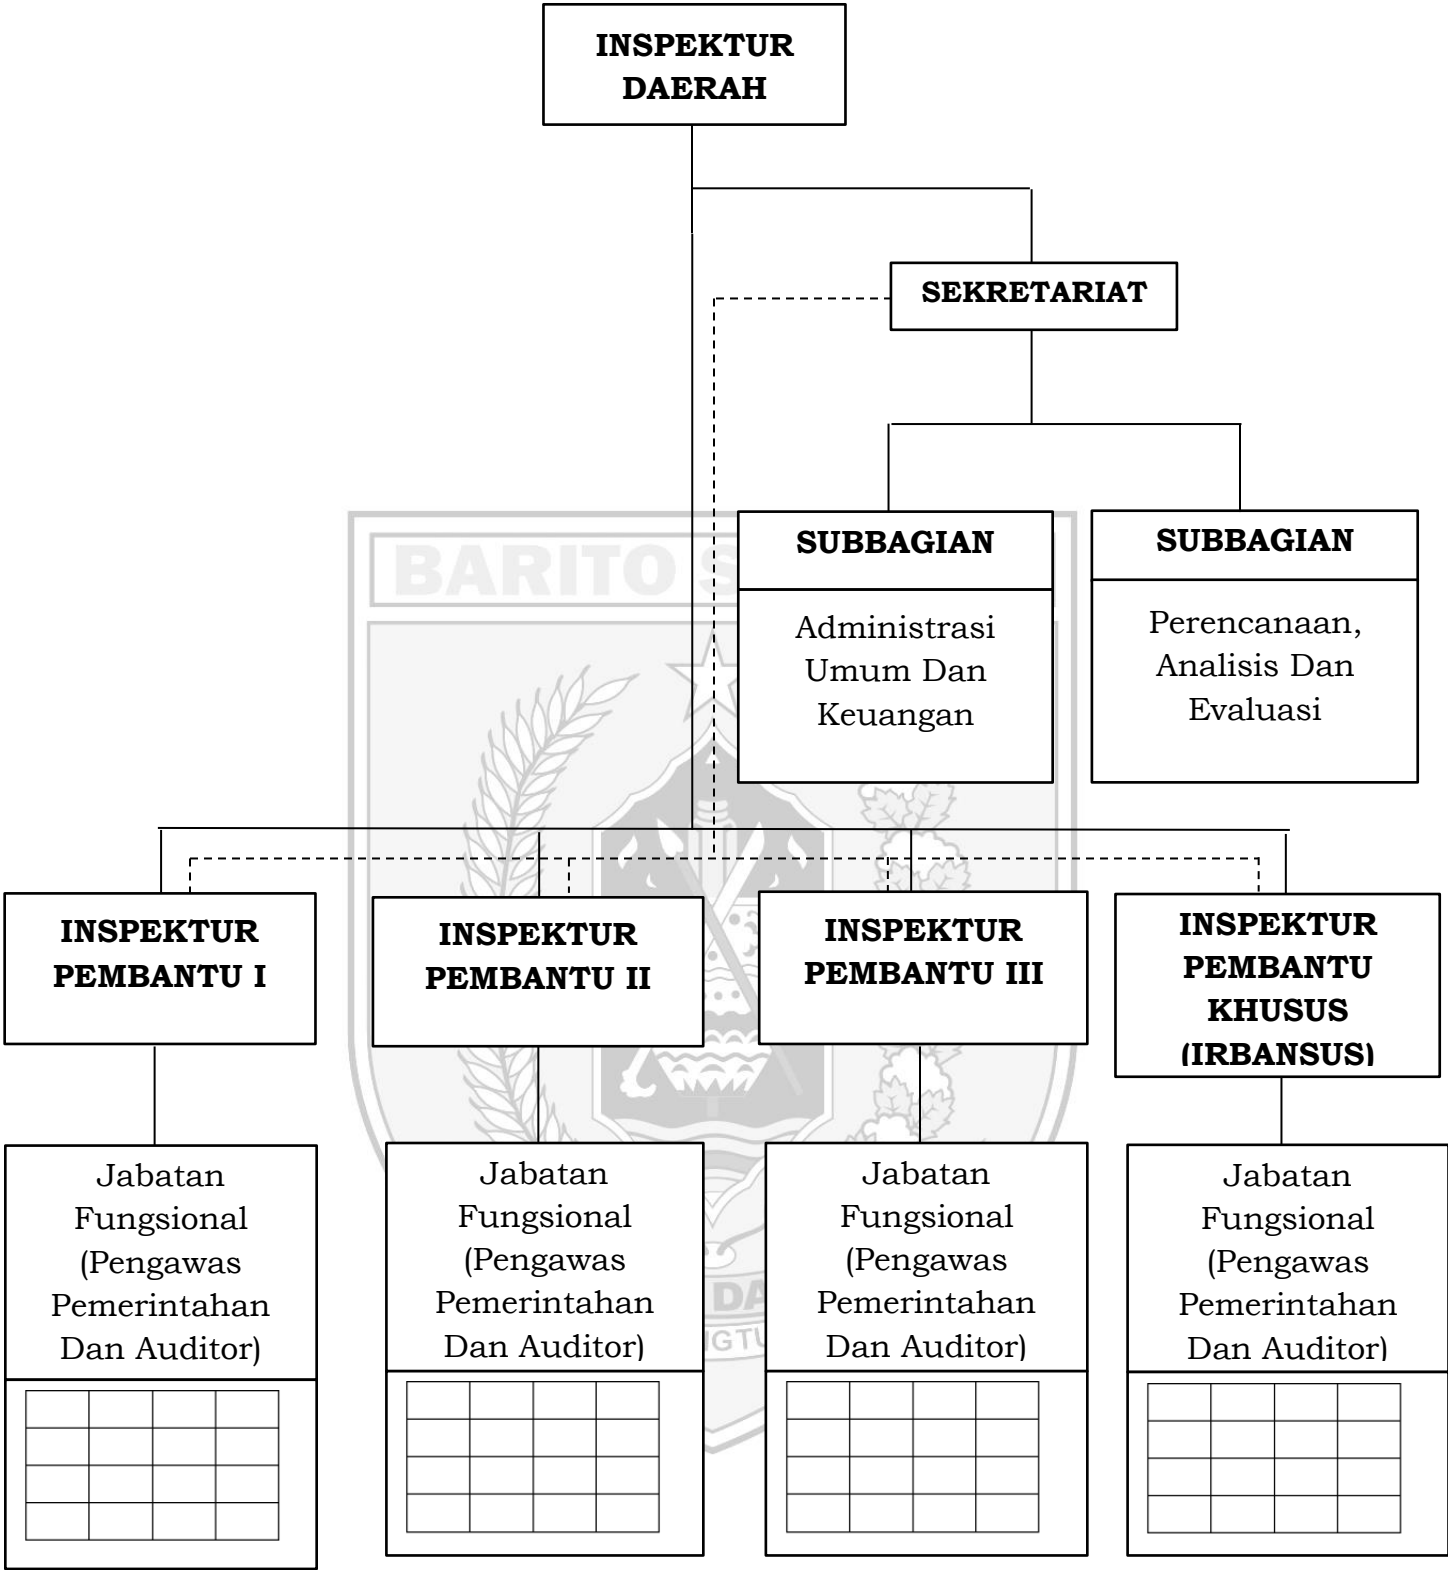 INSPEKTUR
DAERAH
SEKRETARIAT
SUBBAGIAN
Administrasi
Umum Dan
Keuangan
SUBBAGIAN
Perencanaan,
Analisis Dan
Evaluasi
BARITO S
INSPEKTUR
PEMBANTU I
INSPEKTUR
PEMBANTU II
INSPEKTUR
PEMBANTU III
INSPEKTUR
PEMBANTU
KHUSUS
(IRBANSUS)
Jabatan
Fungsional
(Pengawas
Pemerintahan
Dan Auditor)
Jabatan
Fungsional
(Pengawas
Pemerintahan
Dan Auditor)
Jabatan
Fungsional
(Pengawas
Pemerintahan
Dan Auditor)
Jabatan
Fungsional
(Pengawas
Pemerintahan
Dan Auditor)